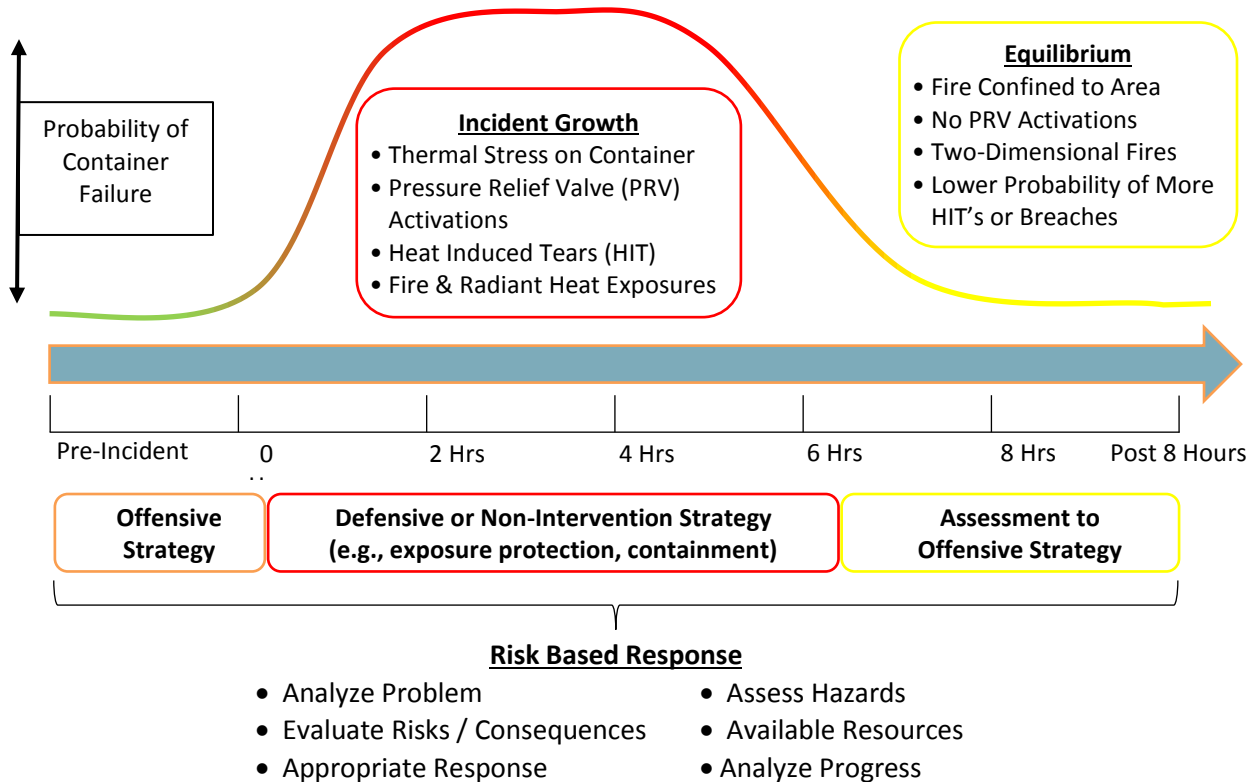 Probability of
Container
Failure
Incident Growth
• Thermal Stress on Container
• Pressure Relief Valve (PRV)
Activations
• Heat Induced Tears (HIT)
• Fire & Radiant Heat Exposures
Equilibrium
• Fire Confined to Area
• No PRV Activations
• Two-Dimensional Fires
• Lower Probability of More
HIT’s or Breaches
Pre-Incident 0 2 Hrs 4 Hrs 6 Hrs 8 Hrs Post 8 Hours
Offensive
Strategy
Defensive or Non-Intervention Strategy
(e.g., exposure protection, containment)
Assessment to
Offensive Strategy
Risk Based Response
• Analyze Problem
• Evaluate Risks / Consequences
• Appropriate Response
• Assess Hazards
• Available Resources
• Analyze Progress